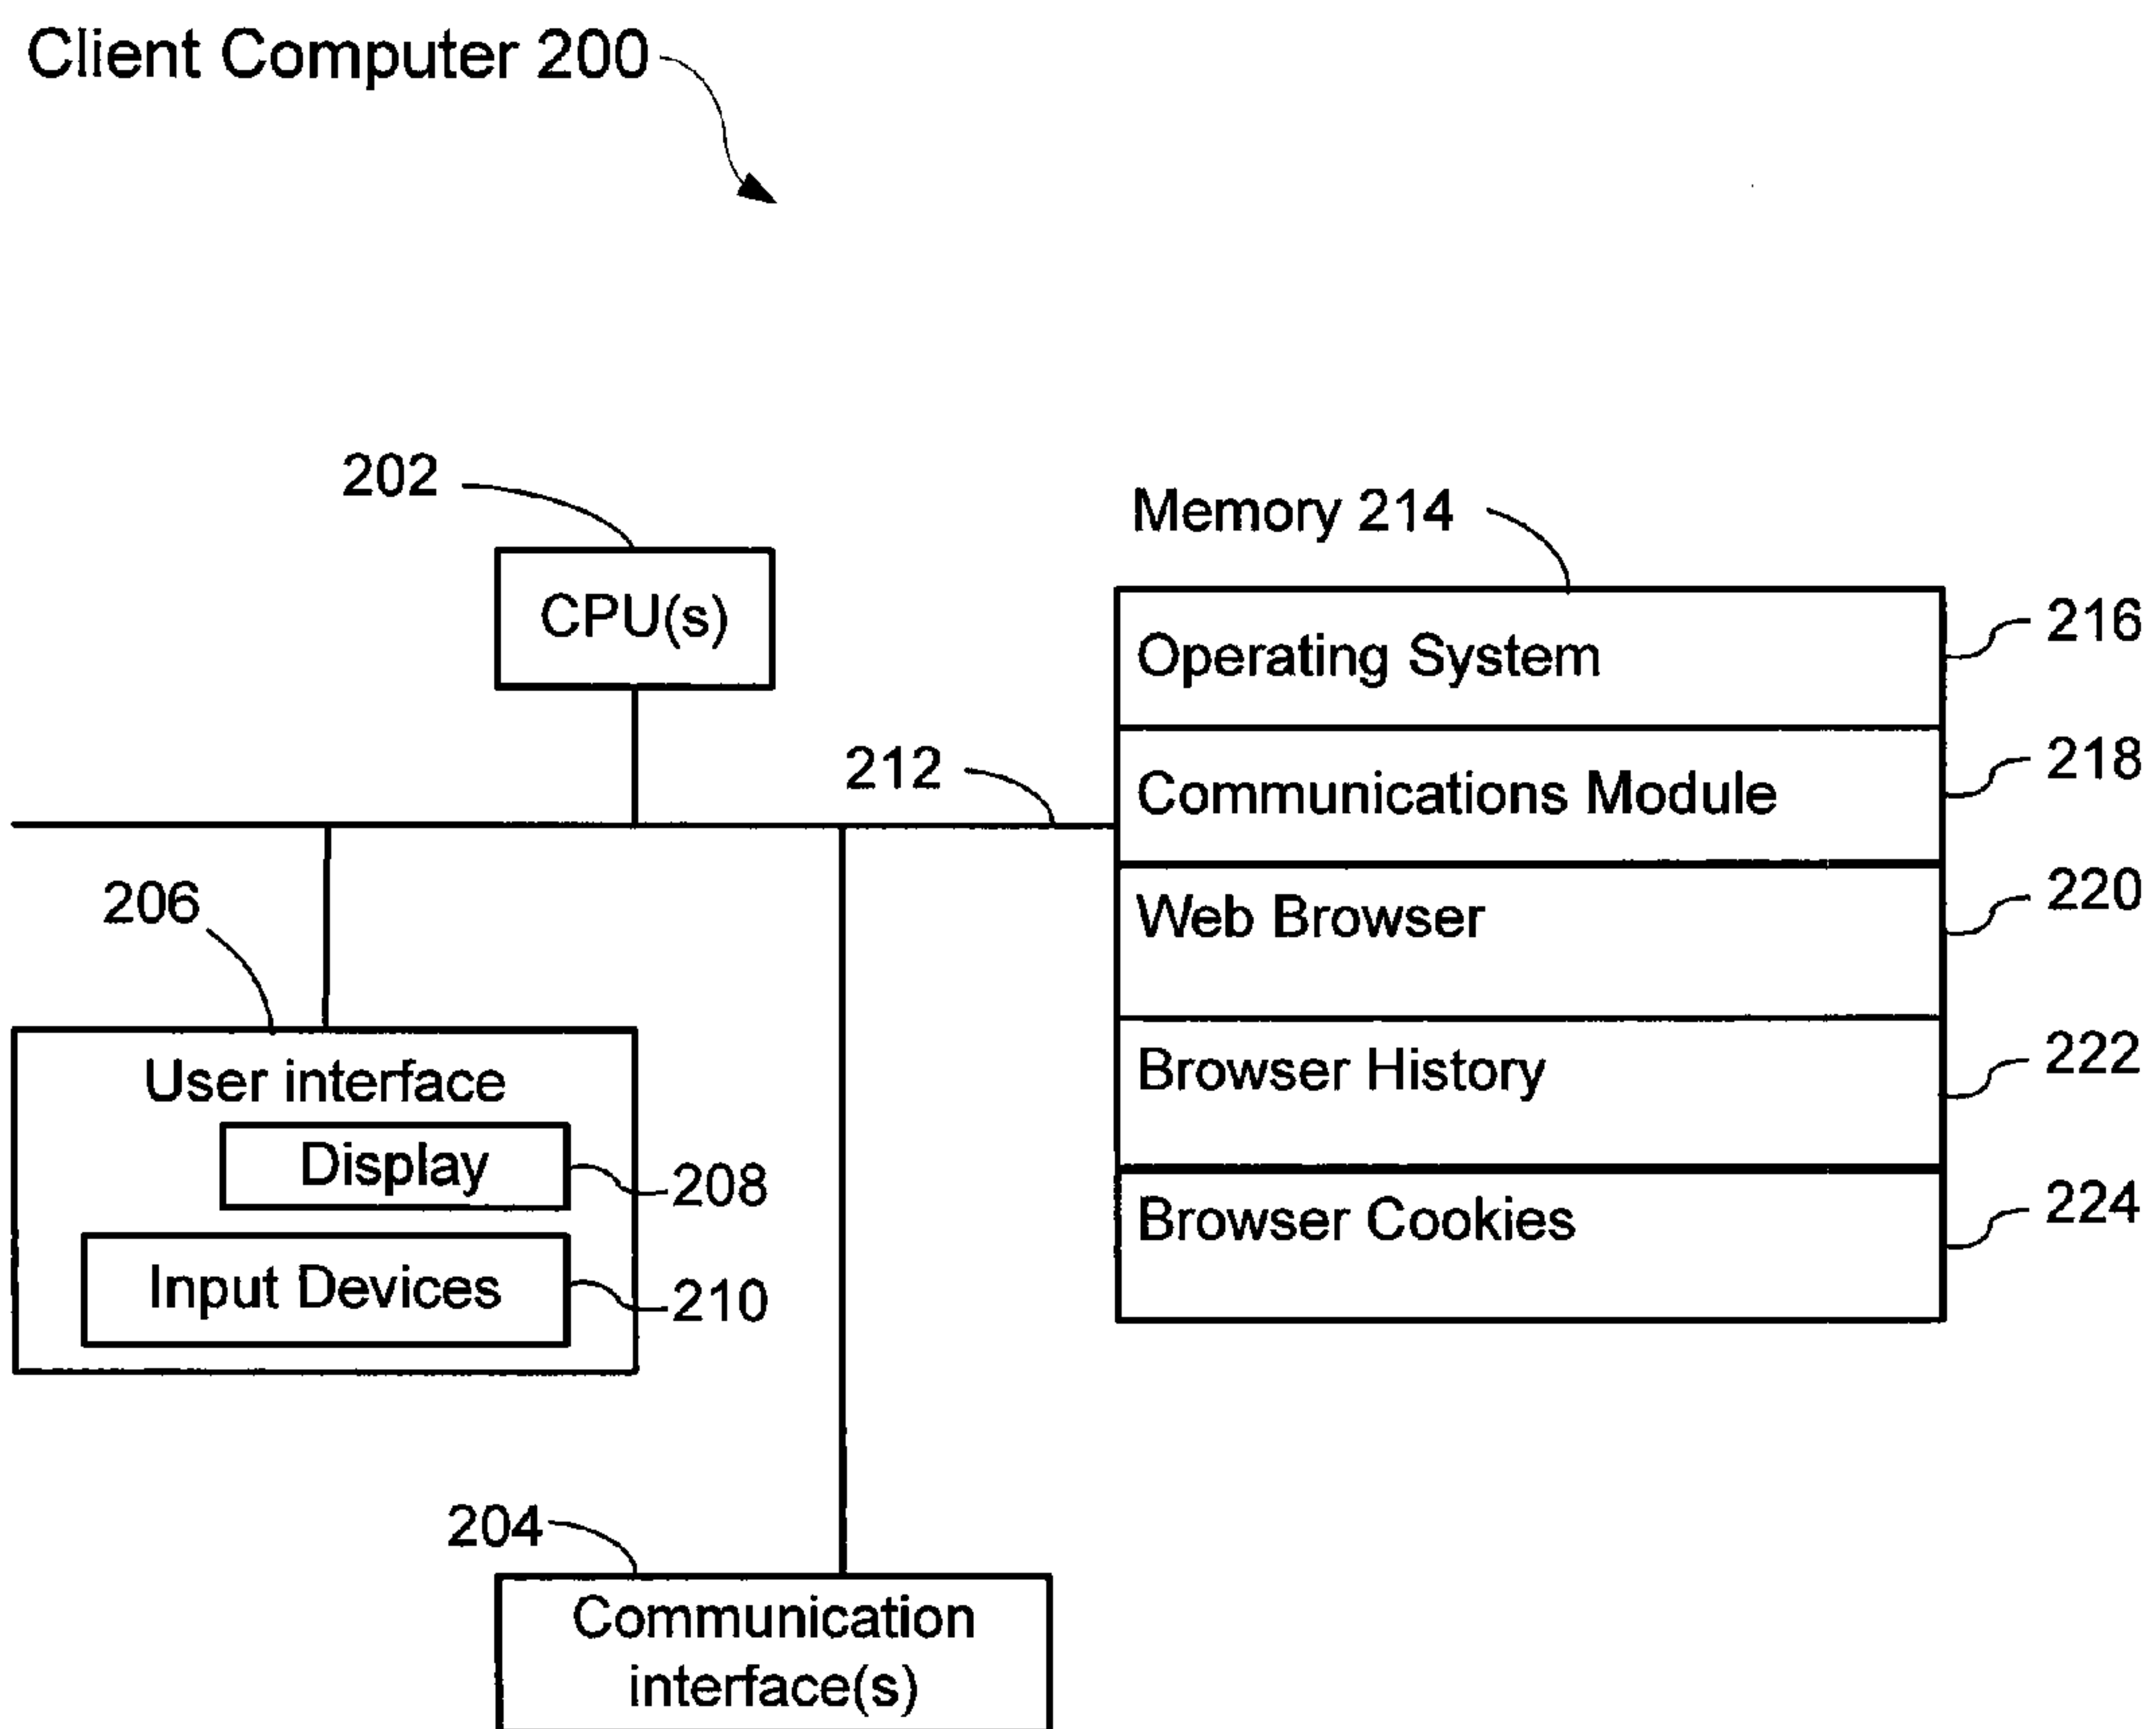 Client Computer 200
202
CPU(s)
212
206
User interface
Display
208
Input Devices
210
204
Communication
interface(s)
Memory 214
Operating System
216
Communications Module
218
Web Browser
220
Browser History
222
Browser Cookies
224